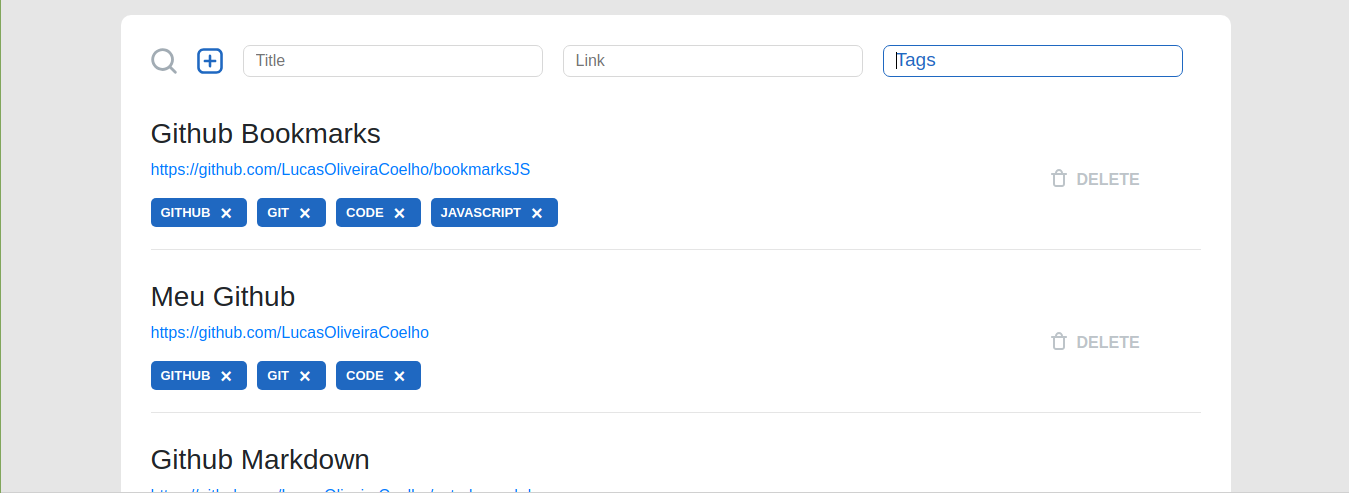 Title Link Tags
Github Bookmarks
https://github.com/LucasOliveiraCoelho/bookmarksJS
DELETE
GITHUB GIT CODE JAVASCRIPT
Meu Github
https://github.com/LucasOliveiraCoelho
DELETE
GITHUB GIT CODE
Github Markdown